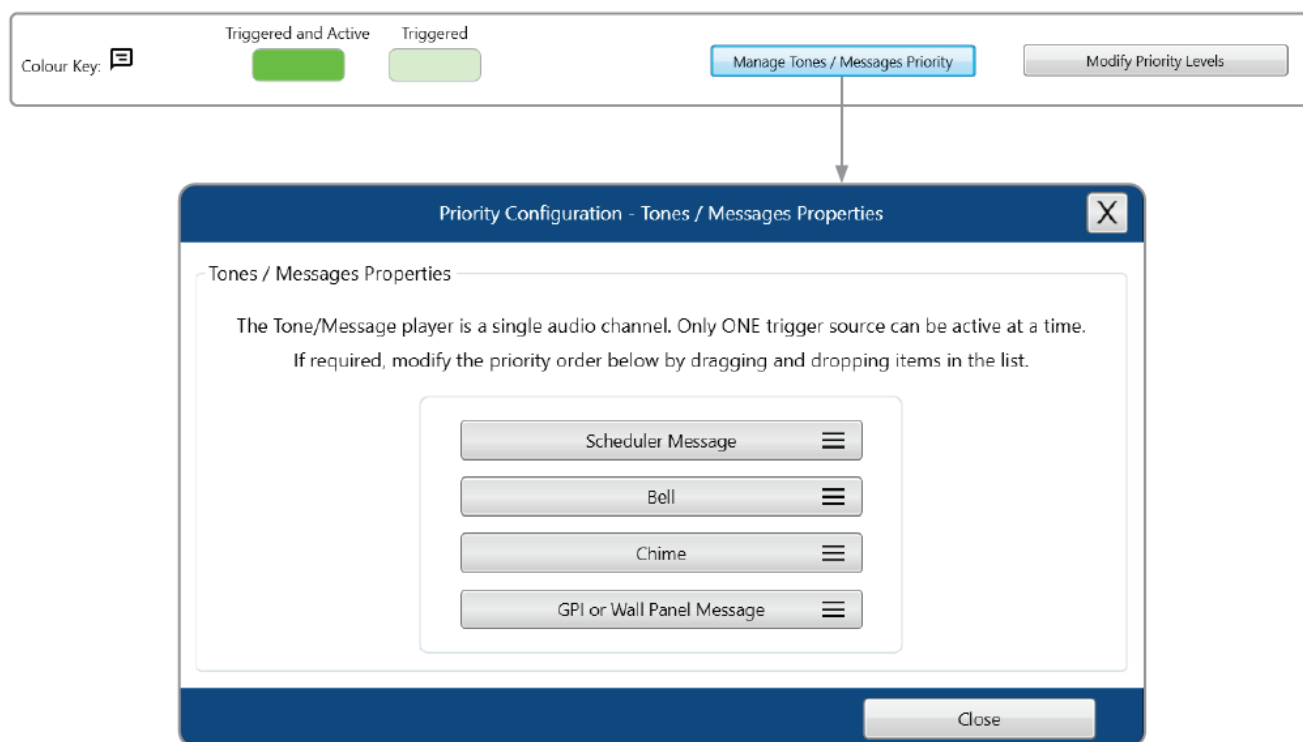 Triggered and Active Triggered
Colour Key:
Manage Tones / Messages Priority
Modify Priority Levels
Priority Configuration - Tones / Messages Properties
X
Tones / Messages Properties
The Tone/Message player is a single audio channel. Only ONE trigger source can be active at a time.
If required, modify the priority order below by dragging and dropping items in the list.
Scheduler Message
Bell
Chime
GPI or Wall Panel Message
Close